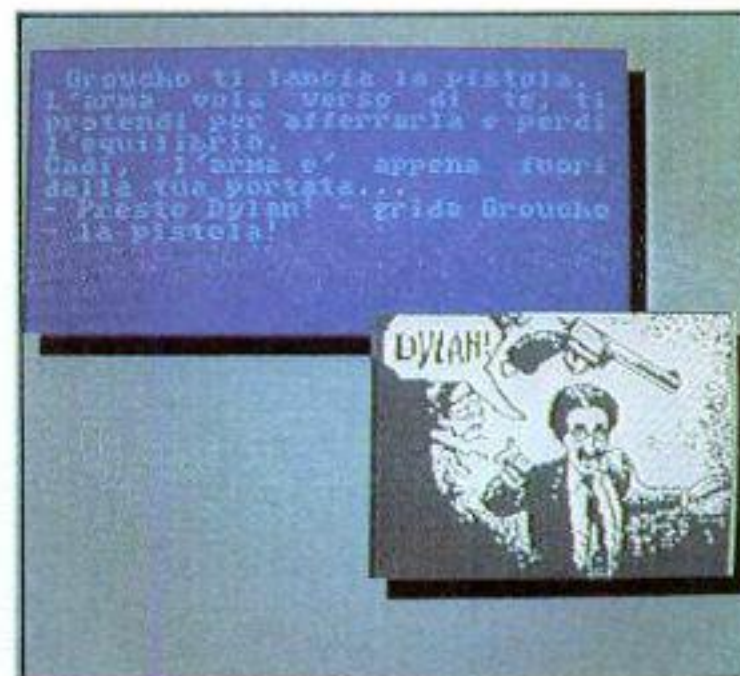 Groucho ti lancia la pistola.
L'arma vola verso di te, ti
protendi per afferrarla e perdi
l'equilibrio.
Cadi, l'arma e' appena fuori
della tua portata...
- Presto Dylan! - grida Groucho
- la pistola!
DYLAN!